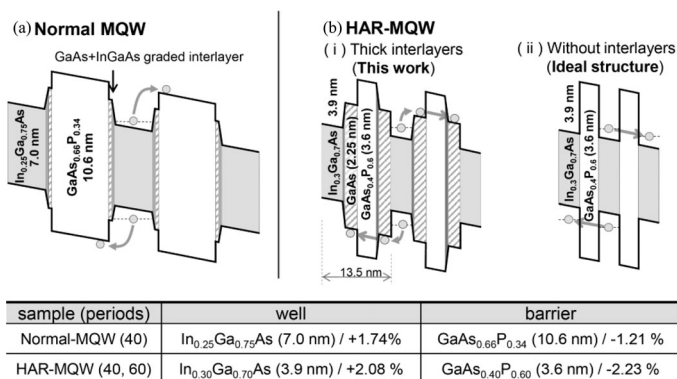 (a) Normal MQW
GaAs+InGaAs graded interlayer
In0.25Ga0.75As
7.0 nm
GaAs0.66P0.34
10.6 nm
(b) HAR-MQW
( i ) Thick interlayers
(This work)
3.9 nm
In0.3Ga0.7As
GaAs (2.25 nm)
GaAs0.4P0.6 (3.6 nm)
13.5 nm
(ii) Without interlayers
(Ideal structure)
3.9 nm
In0.3Ga0.7As
GaAs0.4P0.6 (3.6 nm)
sample (periods) well barrier
Normal-MQW (40) In0.25Ga0.75As (7.0 nm) / +1.74% GaAs0.66P0.34 (10.6 nm) / -1.21 %
HAR-MQW (40, 60) In0.30Ga0.70As (3.9 nm) / +2.08 % GaAs0.40P0.60 (3.6 nm) / -2.23 %